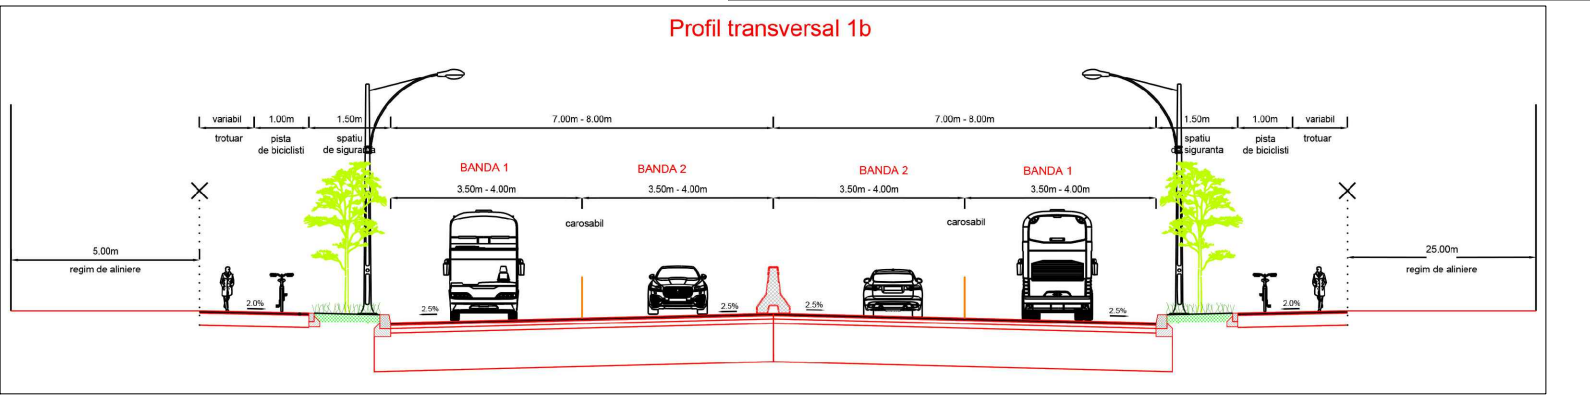 Profil transversal 1b
variabil 1.00m 1.50m 7.00m - 8.00m 7.00m - 8.00m 1.50m 1.00m variabil
trotuar pista spatiu spatiu pista trotuar
de biciclisti de siguranta de siguranta de biciclisti
BANDA 1 BANDA 2 BANDA 2 BANDA 1
3.50m - 4.00m 3.50m - 4.00m 3.50m - 4.00m 3.50m - 4.00m
carosabil carosabil
5.00m 25.00m
regim de aliniere regim de aliniere
2.0% 2.5% 2.5% 2.5% 2.5% 2.0%